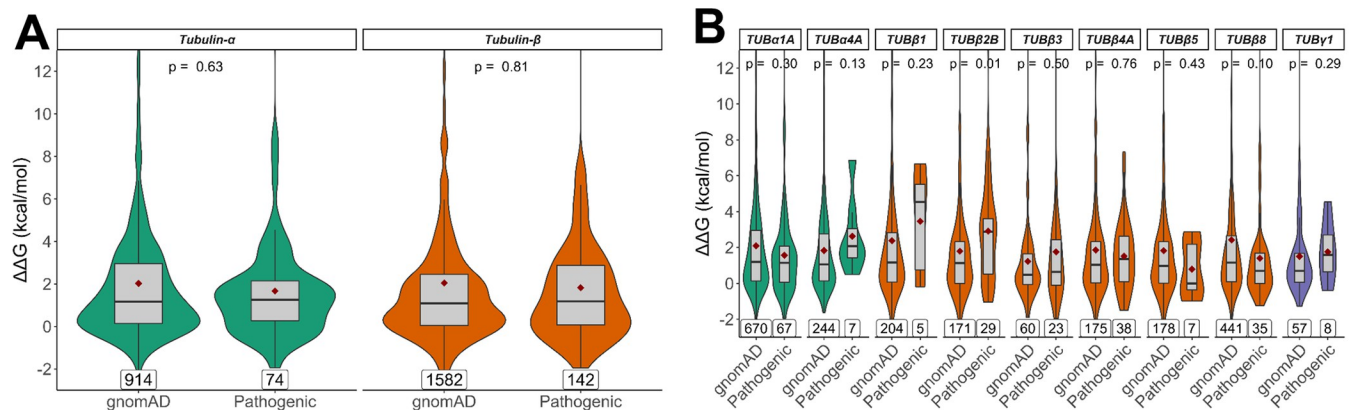 A
Tubulin-α Tubulin-β
p = 0.63 p = 0.81
ΔΔG (kcal/mol)
12
10
8
6
4
2
0
-2
914 74 1582 142
gnomAD Pathogenic gnomAD Pathogenic
B
TUBα1A TUBα4A TUBβ1 TUBβ2B TUBβ3 TUBβ4A TUBβ5 TUBβ8 TUBγ1
p = 0.30 p = 0.13 p = 0.23 p = 0.01 p = 0.50 p = 0.76 p = 0.43 p = 0.10 p = 0.29
ΔΔG (kcal/mol)
12
10
8
6
4
2
0
-2
670 67 244 7 204 5 171 29 60 23 175 38 178 7 441 35 57 8
gnomAD Pathogenic gnomAD Pathogenic gnomAD Pathogenic gnomAD Pathogenic gnomAD Pathogenic gnomAD Pathogenic gnomAD Pathogenic gnomAD Pathogenic gnomAD Pathogenic